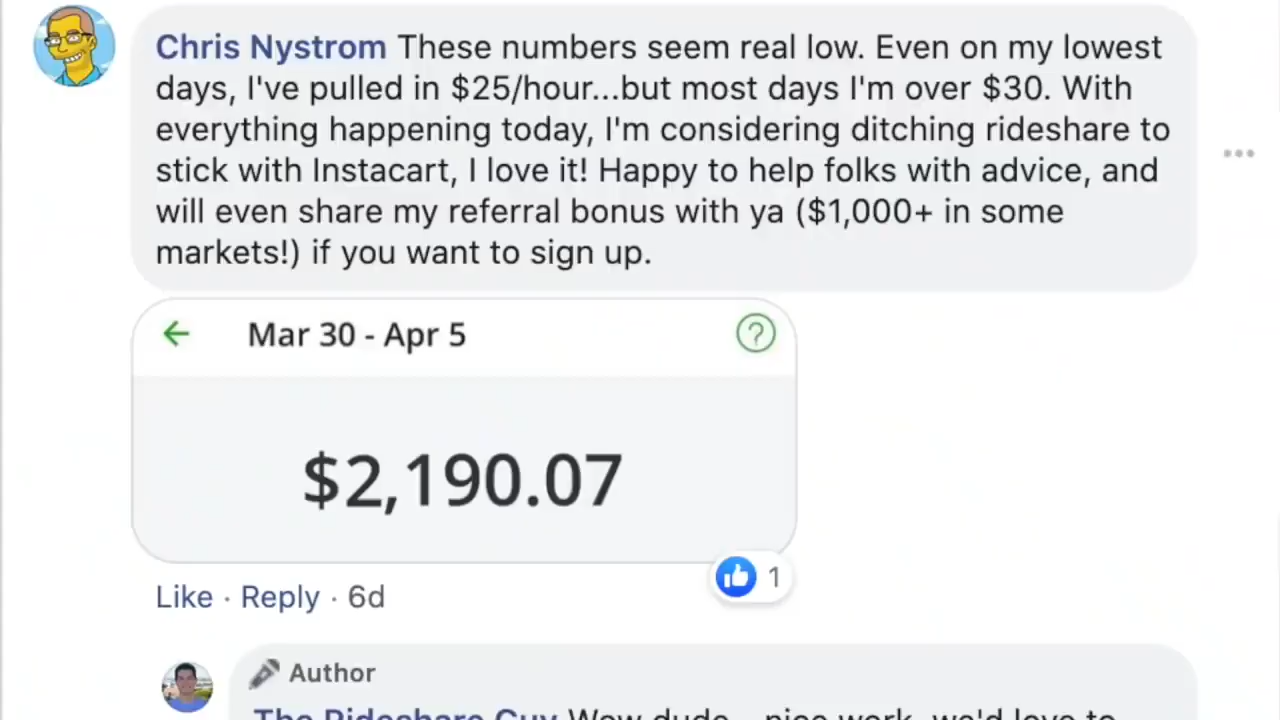 Chris Nystrom These numbers seem real low. Even on my lowest
days, I've pulled in $25/hour...but most days I'm over $30. With
everything happening today, I'm considering ditching rideshare to
stick with Instacart, I love it! Happy to help folks with advice, and
will even share my referral bonus with ya ($1,000+ in some
markets!) if you want to sign up.
Mar 30 - Apr 5
?
$2,190.07
1
Like · Reply · 6d
Author
The Rideshare Guy Wow dude...nice work, we'd love to